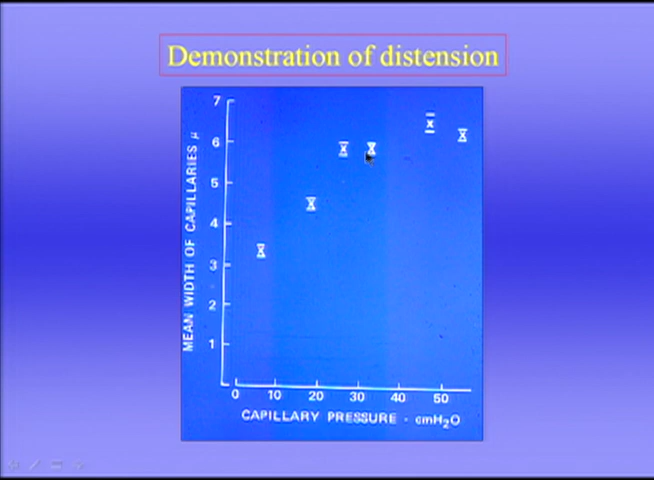 Demonstration of distension
MEAN WIDTH OF CAPILLARIES μ
7
6
5
4
3
2
1
0 10 20 30 40 50
CAPILLARY PRESSURE - cmH₂O